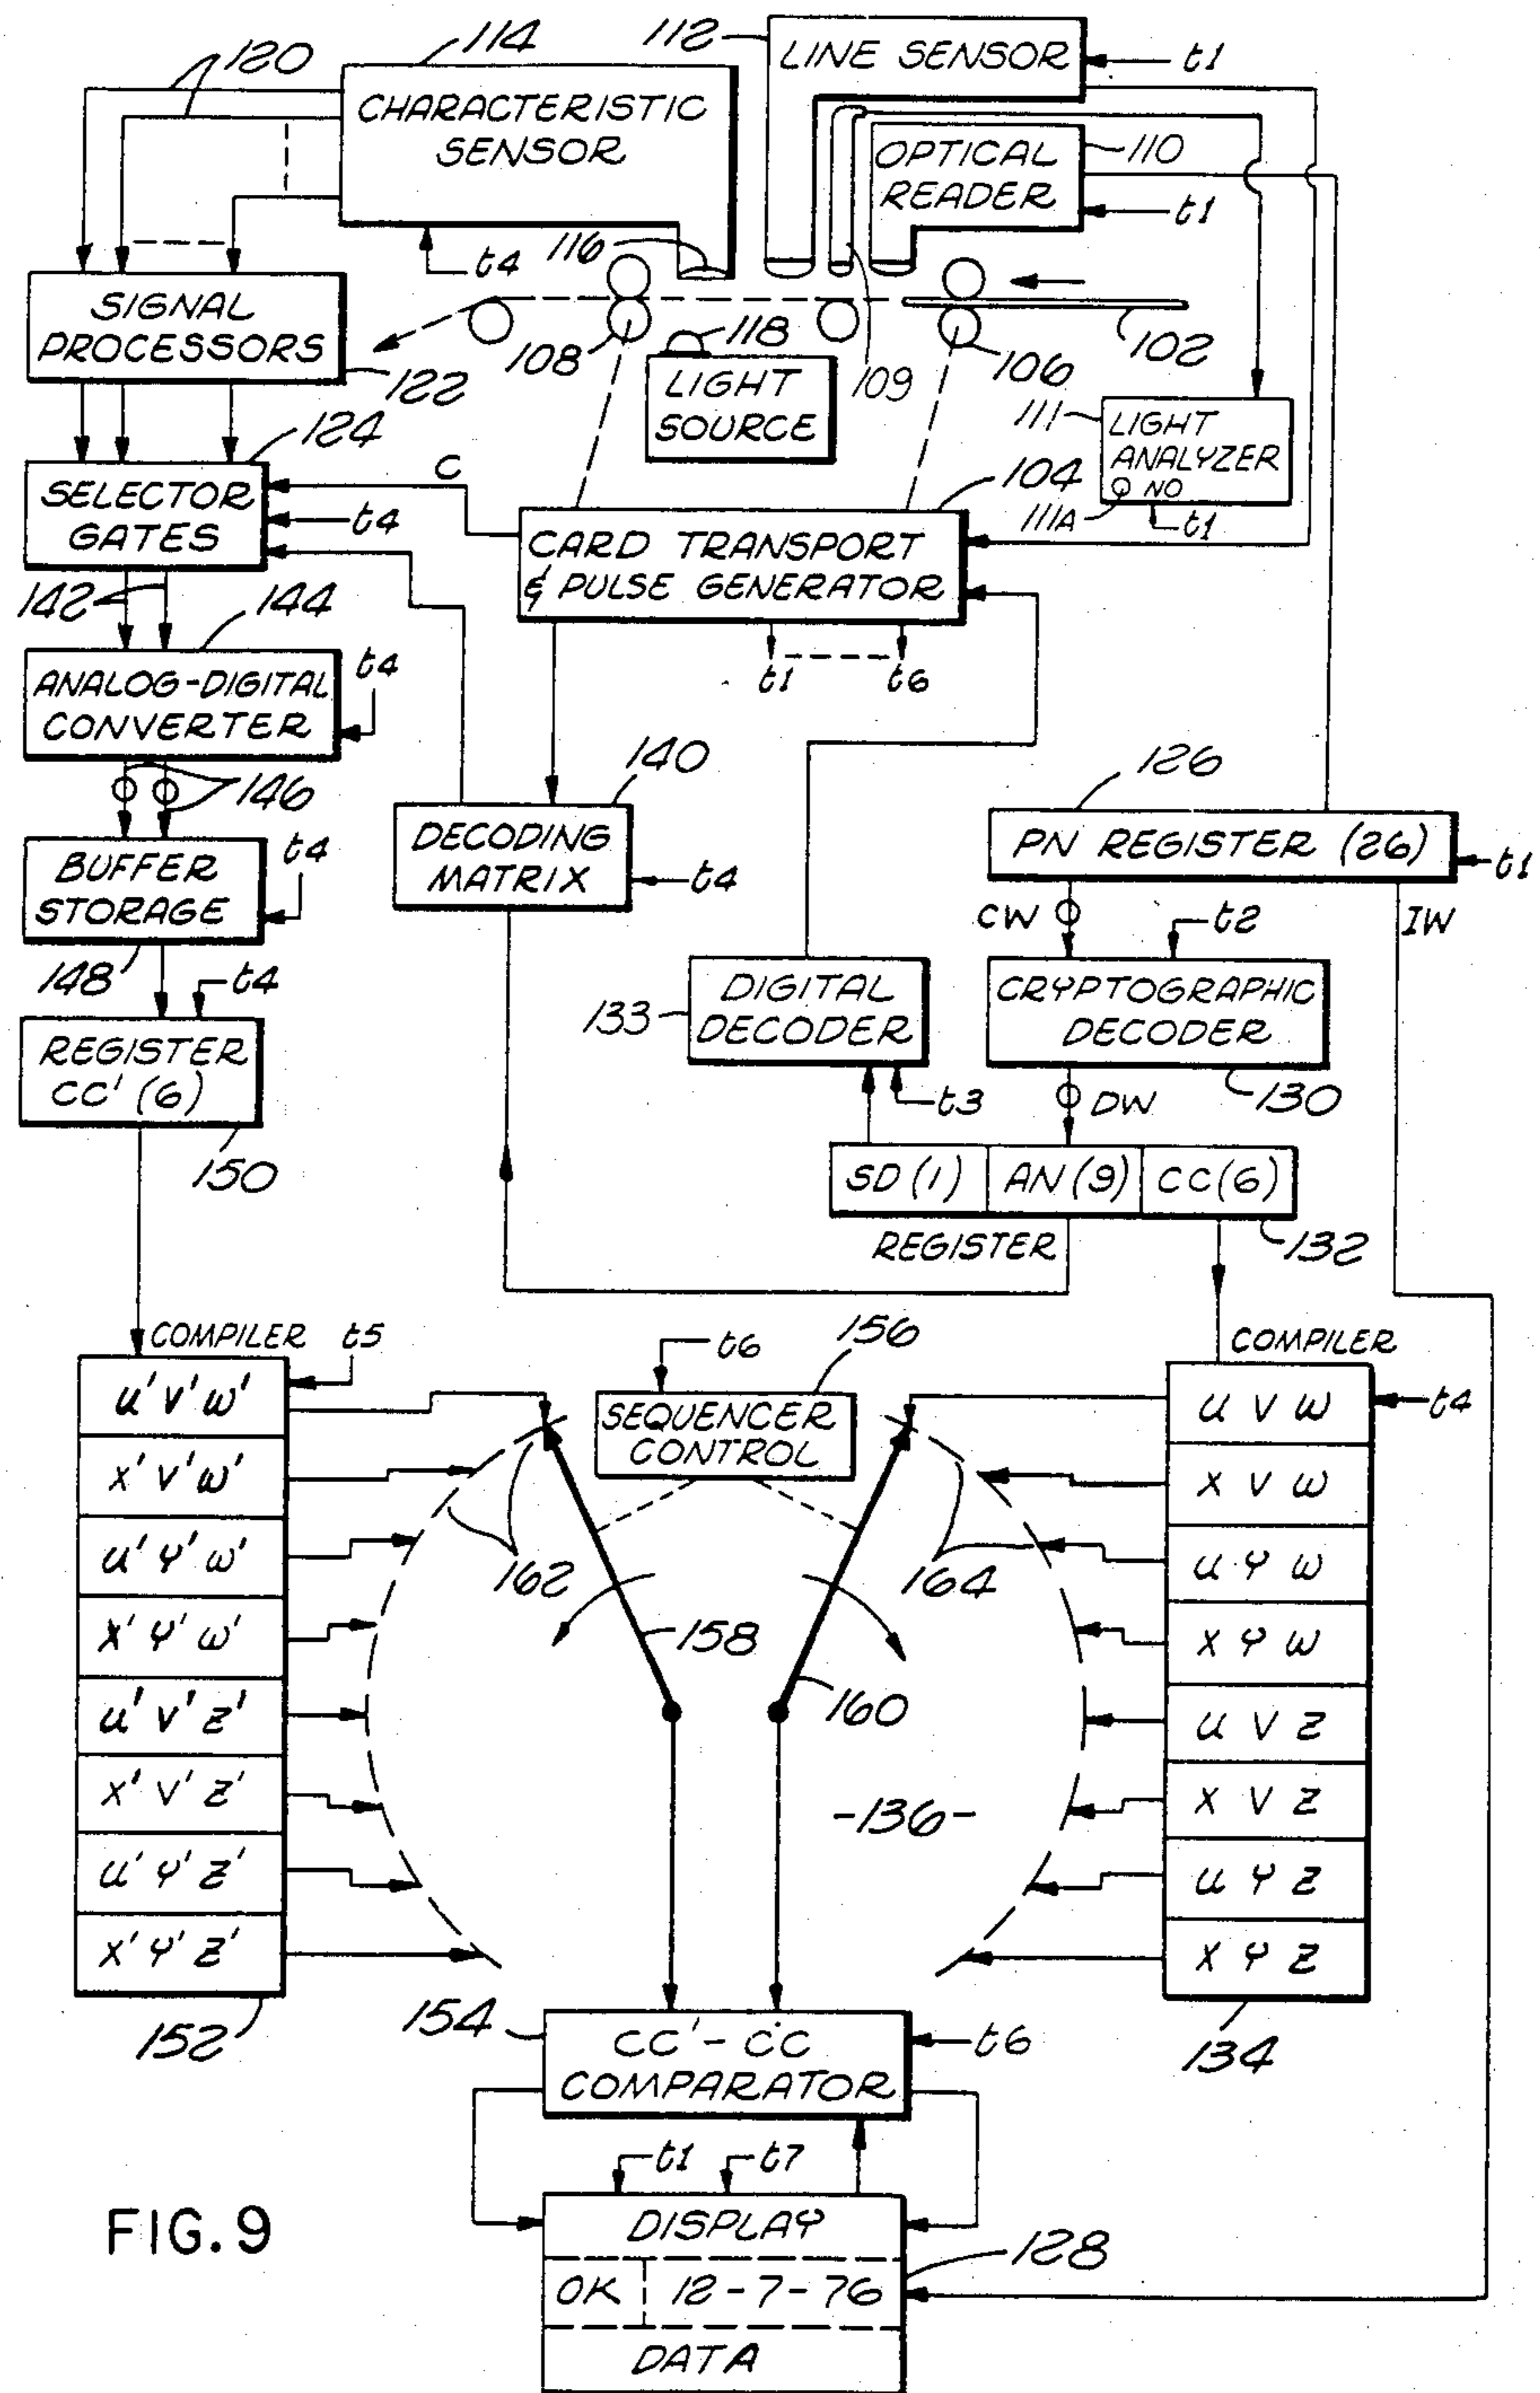 120
114
CHARACTERISTIC
SENSOR
112
LINE SENSOR
t1
OPTICAL
READER
110
t1
t4
116
SIGNAL
PROCESSORS
122
108
118
LIGHT
SOURCE
109
106
102
111
LIGHT
ANALYZER
NO
111A
t1
124
SELECTOR
GATES
C
t4
104
CARD TRANSPORT
& PULSE GENERATOR
t1
t6
142
144
ANALOG-DIGITAL
CONVERTER
t4
146
BUFFER
STORAGE
t4
148
t4
REGISTER
CC' (6)
150
140
DECODING
MATRIX
t4
126
PN REGISTER (26)
t1
CW
t2
IW
133
DIGITAL
DECODER
t3
CRYPTOGRAPHIC
DECODER
130
DW
SD (1)
AN (9)
CC (6)
REGISTER
132
COMPILER
t5
U' V' W'
X' V' W'
U' Y' W'
X' Y' W'
U' V' Z'
X' V' Z'
U' Y' Z'
X' Y' Z'
152
t6
156
SEQUENCER
CONTROL
162
158
164
160
-136-
COMPILER
t4
U V W
X V W
U Y W
X Y W
U V Z
X V Z
U Y Z
X Y Z
134
154
CC' - CC
COMPARATOR
t6
t1
t7
DISPLAY
128
OK
12-7-76
DATA
FIG. 9